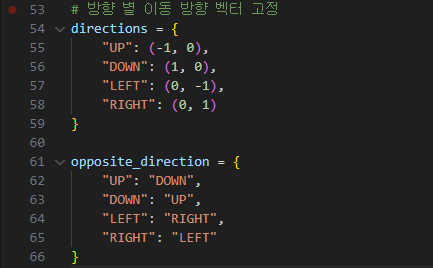 53 # 방향 별 이동 방향 벡터 고정
54 directions = {
55     "UP": (-1, 0),
56     "DOWN": (1, 0),
57     "LEFT": (0, -1),
58     "RIGHT": (0, 1)
59 }
60
61 opposite_direction = {
62     "UP": "DOWN",
63     "DOWN": "UP",
64     "LEFT": "RIGHT",
65     "RIGHT": "LEFT"
66 }